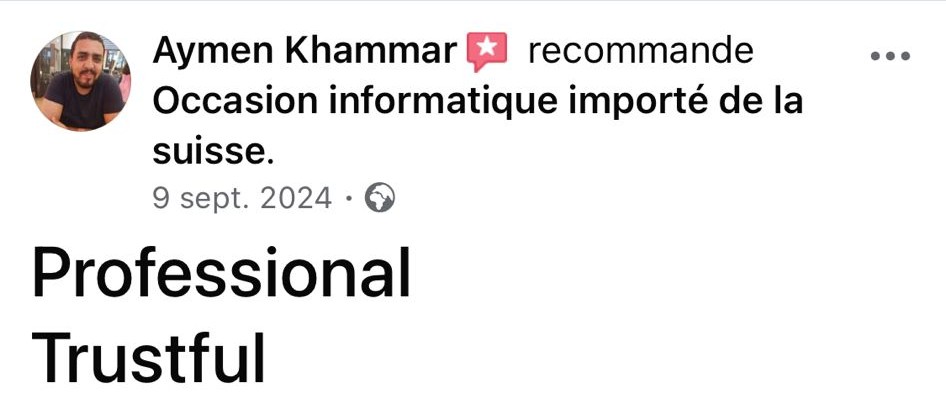 Aymen Khammar recommande
Occasion informatique importé de la
suisse.
9 sept. 2024 ·
Professional
Trustful